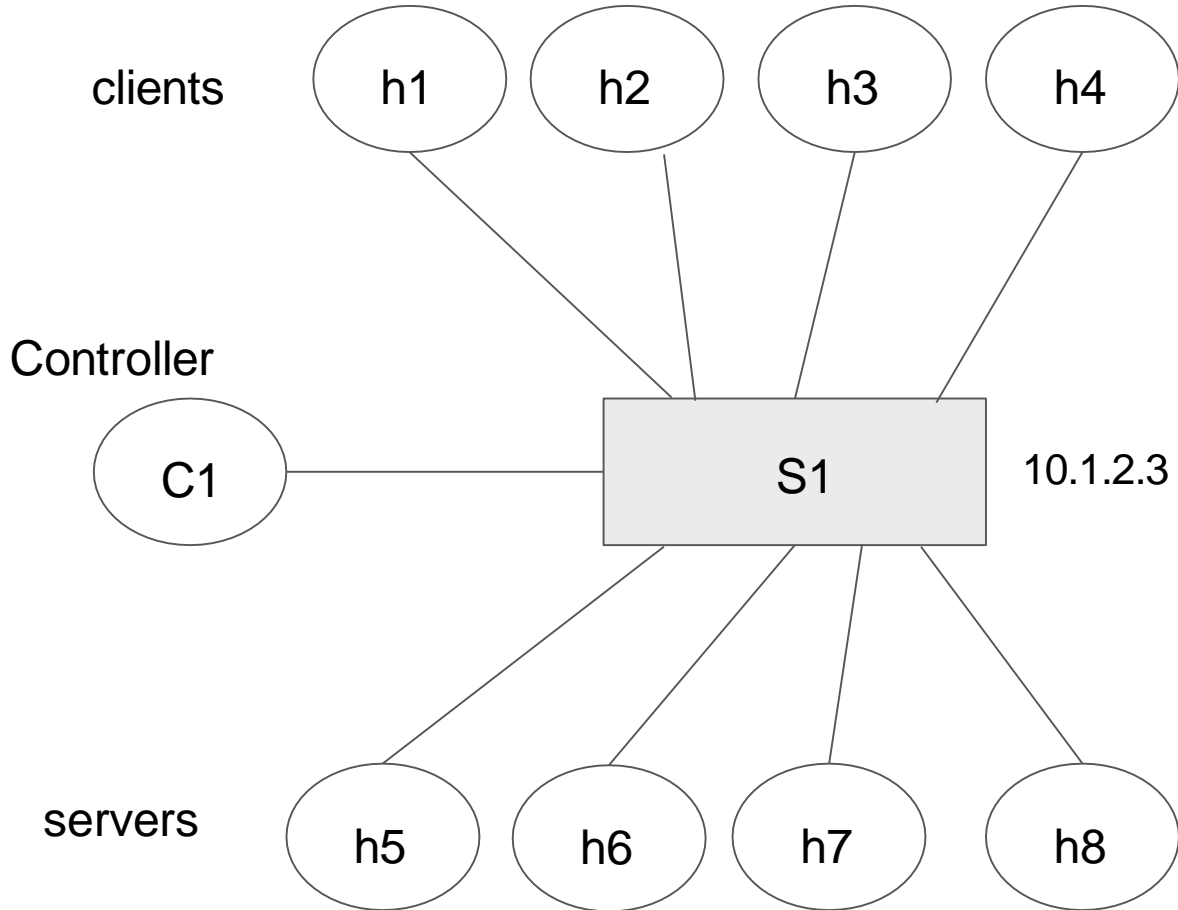 clients
h1
h2
h3
h4
Controller
C1
S1
10.1.2.3
servers
h5
h6
h7
h8